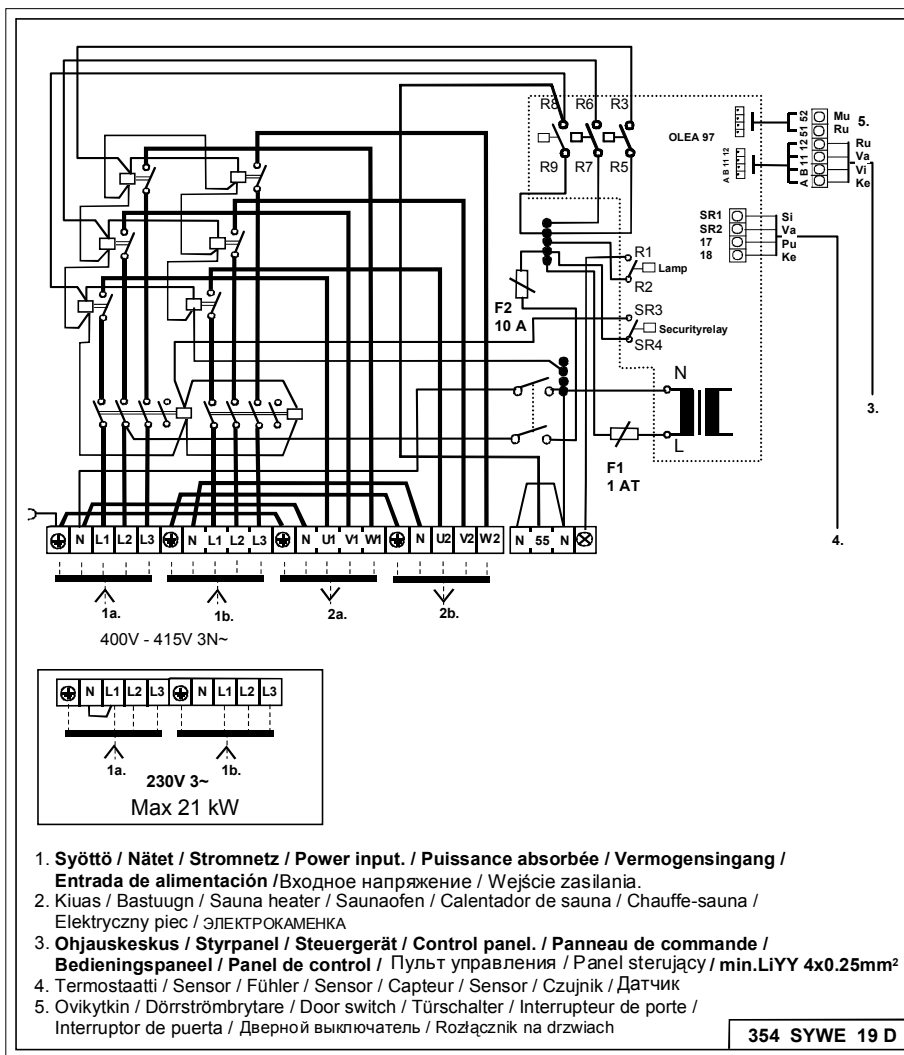 R8 R6 R3
OLEA 97
52
51
Mu 5.
Ru
12
11
B
A
Ru
Va
Vi
Ke
A B 11 12
R9 R7 R5
SR1 Si
SR2 Va
17 Pu
18 Ke
R1
Lamp
R2
F2
10 A
SR3
Securityrelay
SR4
N
3.
L
F1
1 AT
N L1 L2 L3 N L1 L2 L3 N U1 V1 W1 N U2 V2 W2 N 55 N
4.
1a. 1b. 2a. 2b.
400V - 415V 3N~
N L1 L2 L3 N L1 L2 L3
1a. 1b.
230V 3~
Max 21 kW
1. Syöttö / Nätet / Stromnetz / Power input. / Puissance absorbée / Vermogensingang /
Entrada de alimentación /Входное напряжение / Wejście zasilania.
2. Kiuas / Bastuugn / Sauna heater / Saunaofen / Calentador de sauna / Chauffe-sauna /
Elektryczny piec / ЭЛЕКТРОКАМЕНКА
3. Ohjauskeskus / Styrpanel / Steuergerät / Control panel. / Panneau de commande /
Bedieningspaneel / Panel de control / Пульт управления / Panel sterujący / min.LiYY 4x0.25mm²
4. Termostaatti / Sensor / Fühler / Sensor / Capteur / Sensor / Czujnik / Датчик
5. Ovikytkin / Dörrströmbrytare / Door switch / Türschalter / Interrupteur de porte /
Interruptor de puerta / Дверной выключатель / Rozłącznik na drzwiach
354 SYWE 19 D